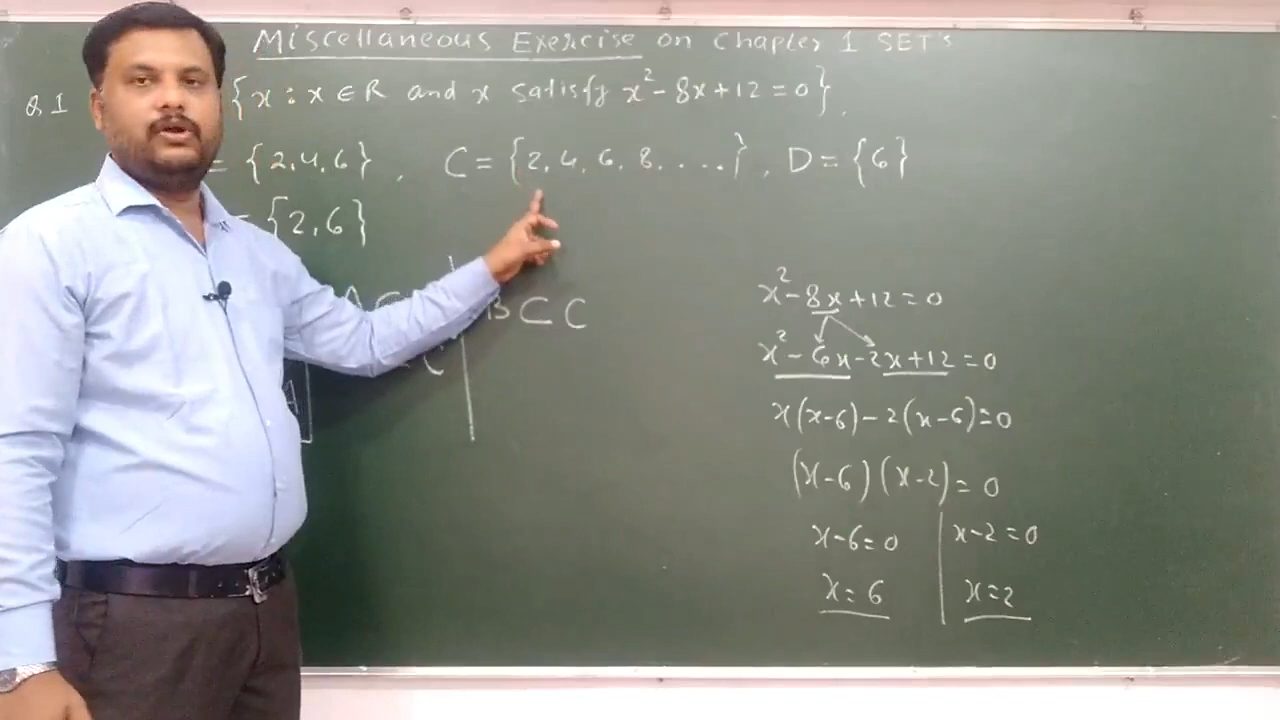 Miscellaneous Exercise on Chapter 1 SET's
Q1 {x : x ∈ R and x satisfy x² - 8x + 12 = 0}.
= {2, 4, 6}, C = {2, 4, 6, 8, ....}, D = {6}
= {2, 6}
B ⊂ C
x² - 8x + 12 = 0
x² - 6x - 2x + 12 = 0
x(x-6) - 2(x-6) = 0
(x-6)(x-2) = 0
x-6=0 x-2=0
x=6 x=2